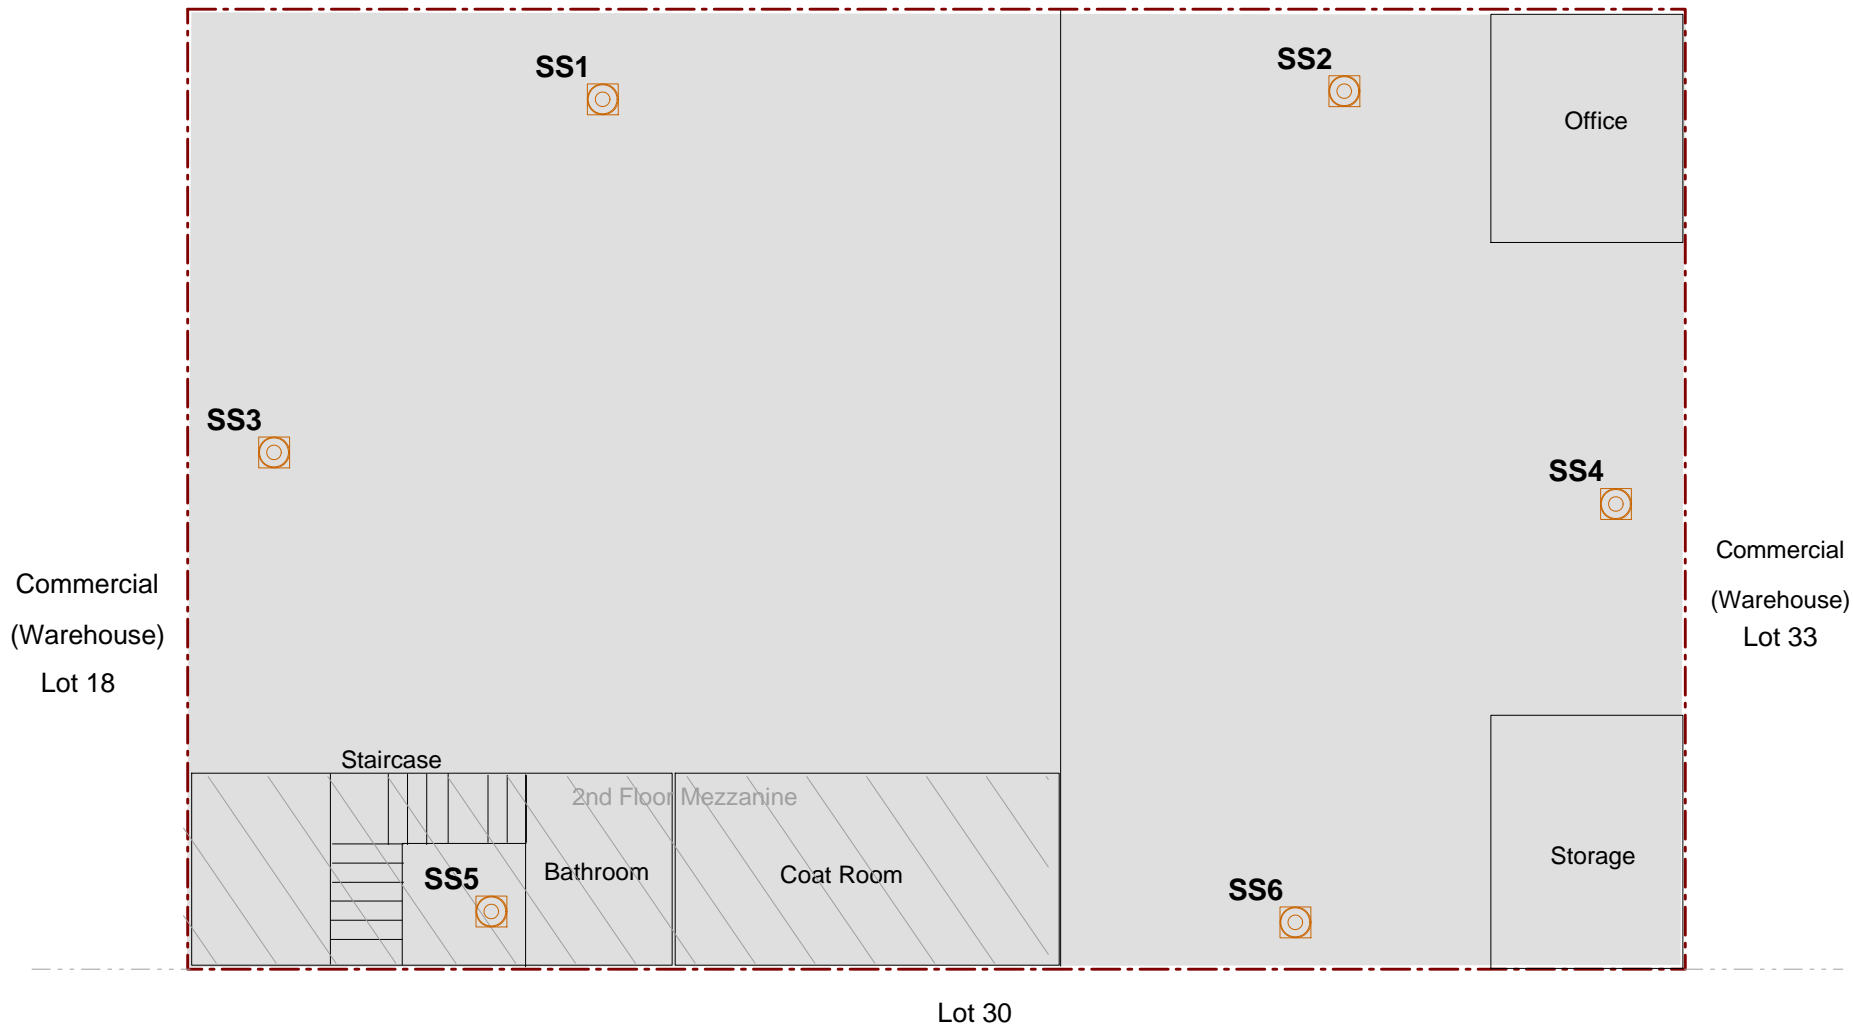 SS1
SS2
Office
SS3
SS4
Commercial
(Warehouse)
Lot 18
Commercial
(Warehouse)
Lot 33
Staircase
2nd Floor Mezzanine
SS5
Bathroom
Coat Room
SS6
Storage
Lot 30